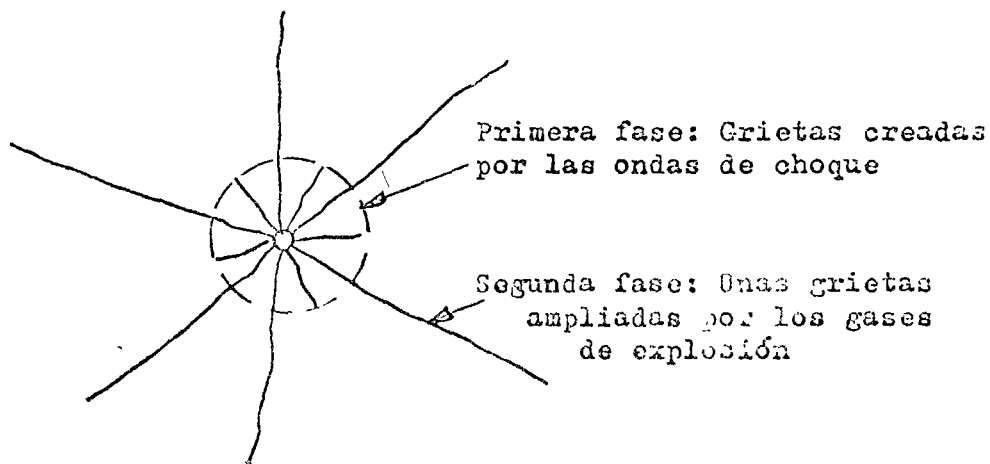 Primera fase: Grietas creadas
por las ondas de choque
Segunda fase: Unas grietas
ampliadas por los gases
de explosión